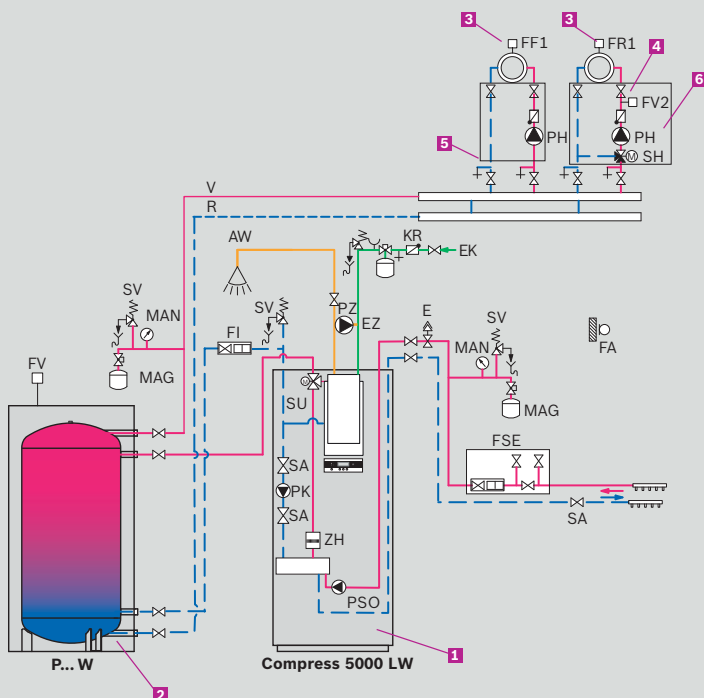 3
FF1
3
FR1
4
FV2
6
PH
PH
5
M
SH
V
R
AW
KR
EK
SV
MAN
SV
PZ
EZ
E
SV
FI
MAN
FA
FV
MAG
M
SU
MAG
FSE
SA
PK
SA
SA
ZH
PSO
1
P... W
2
Compress 5000 LW